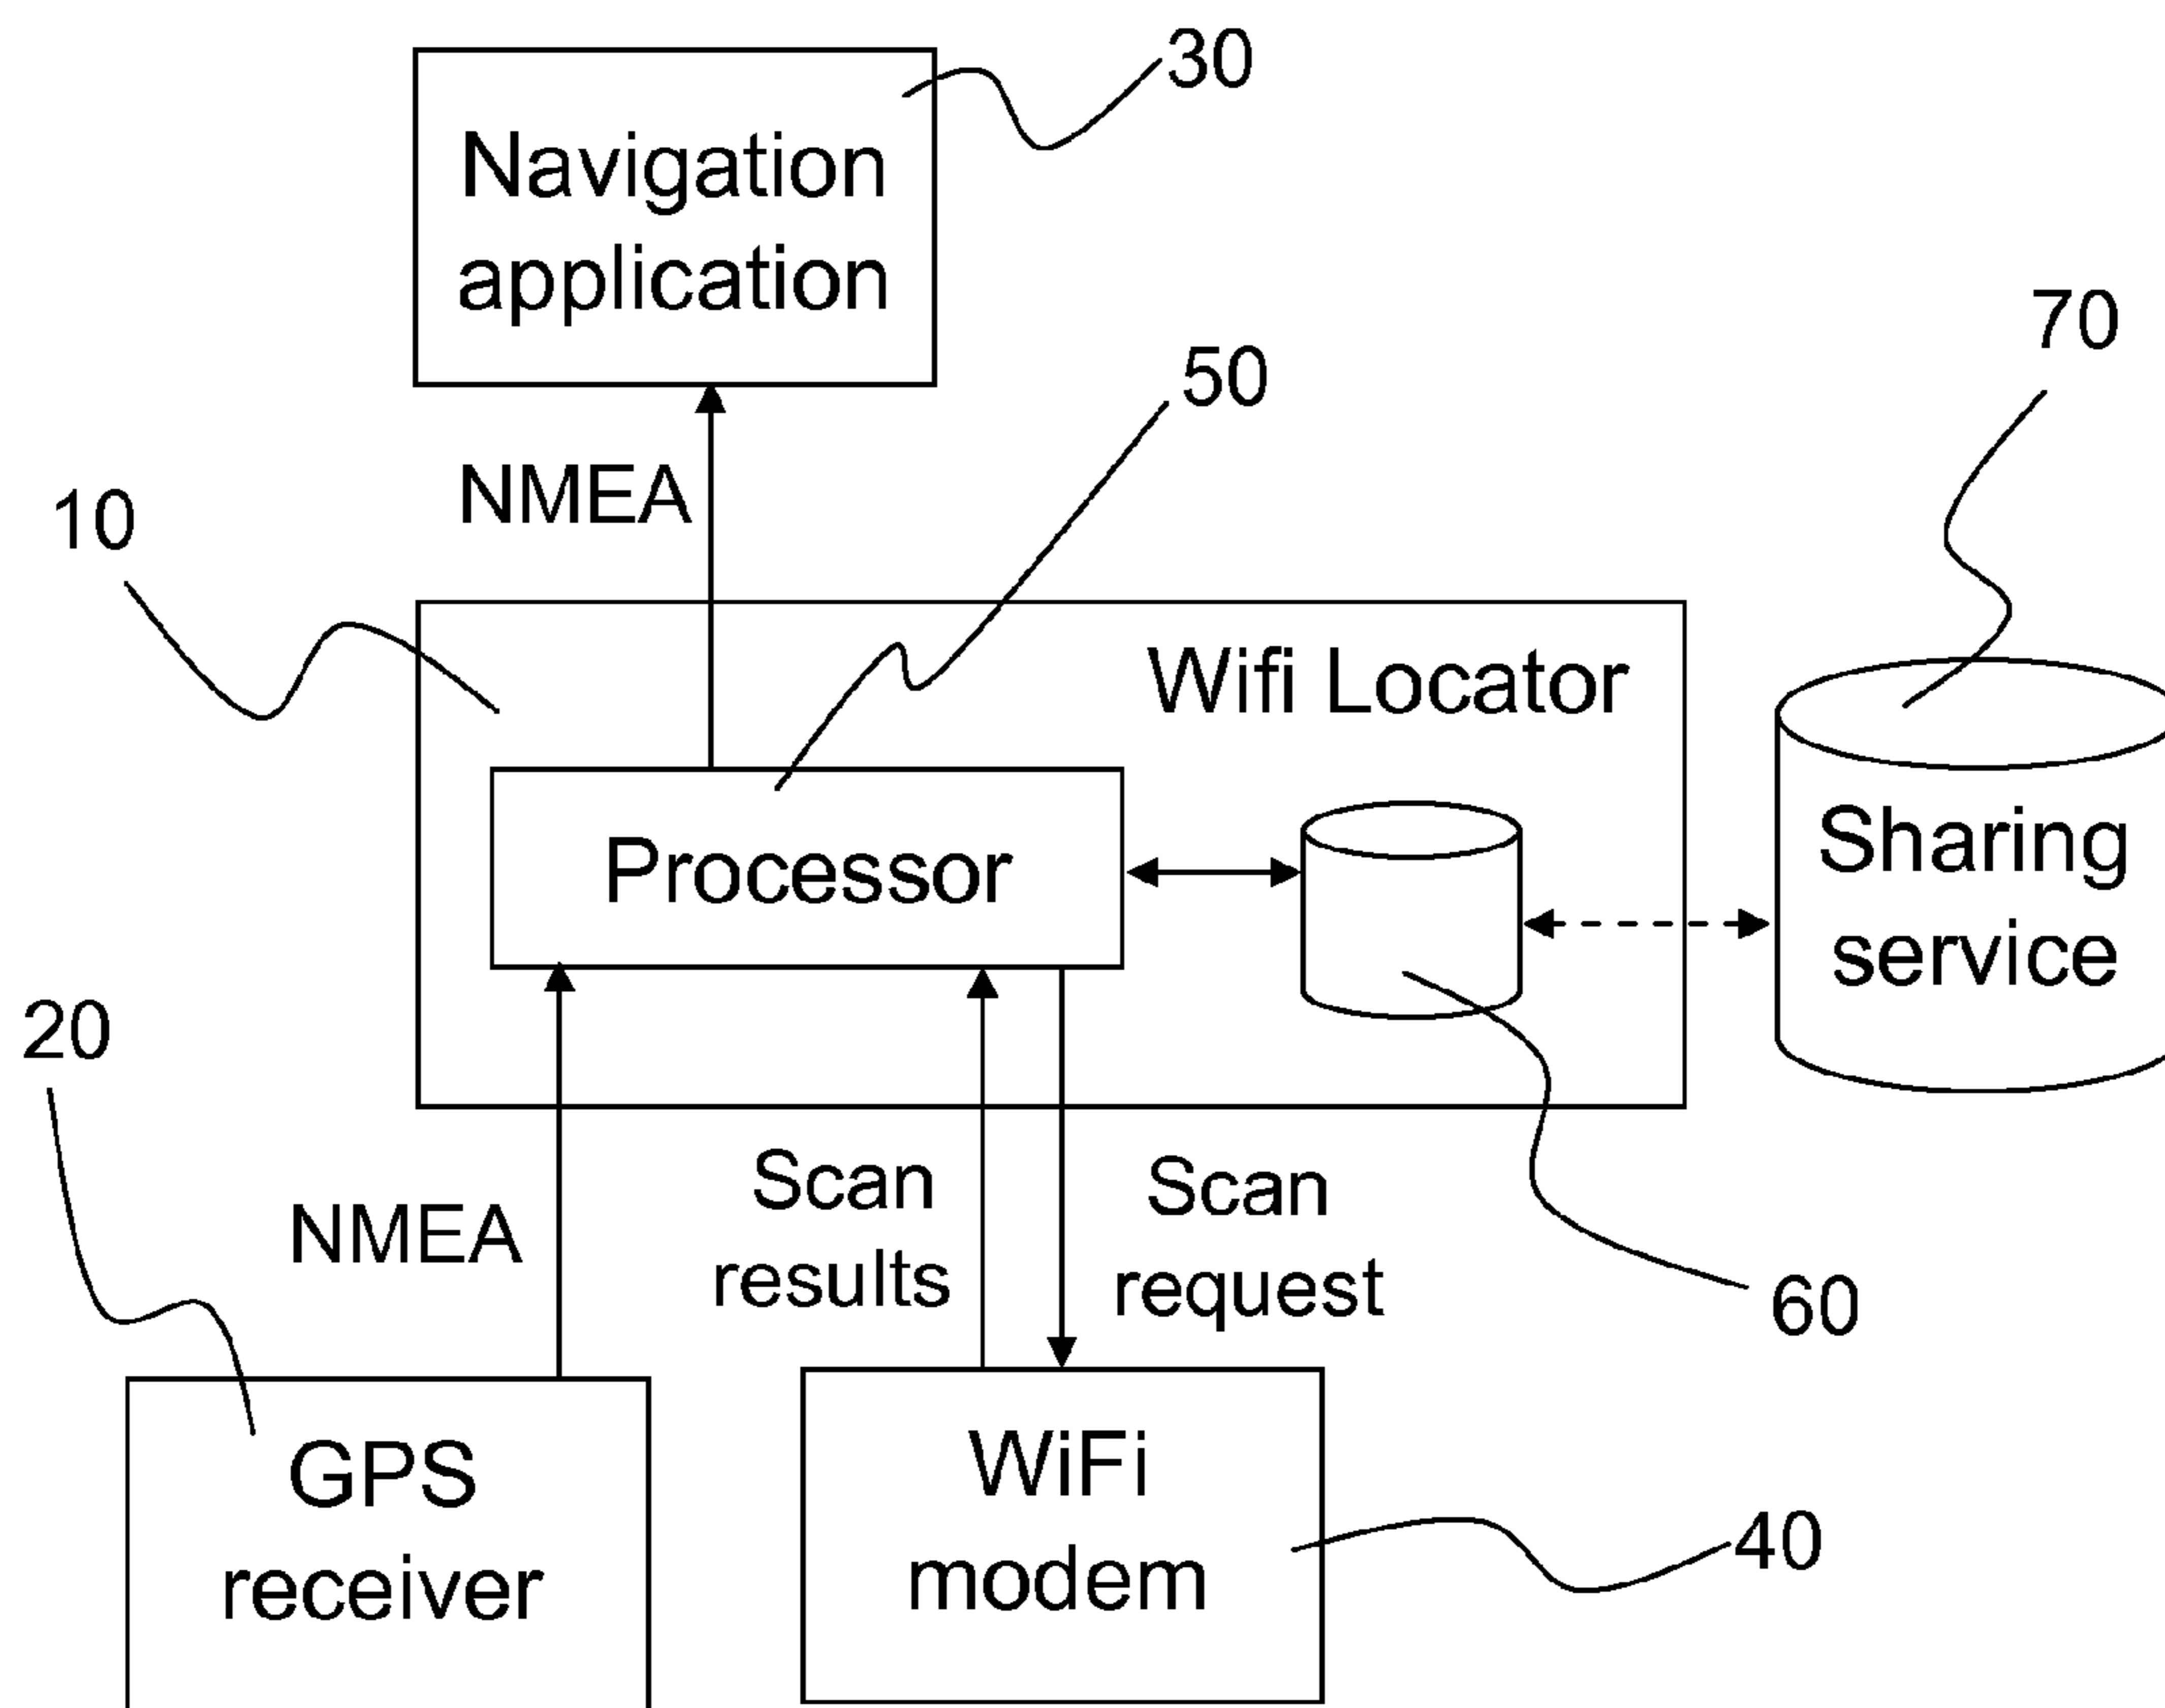 30
Navigation
application
70
50
NMEA
10
Wifi Locator
Processor
Sharing
service
20
Scan
results
Scan
request
NMEA
60
GPS
receiver
WiFi
modem
40